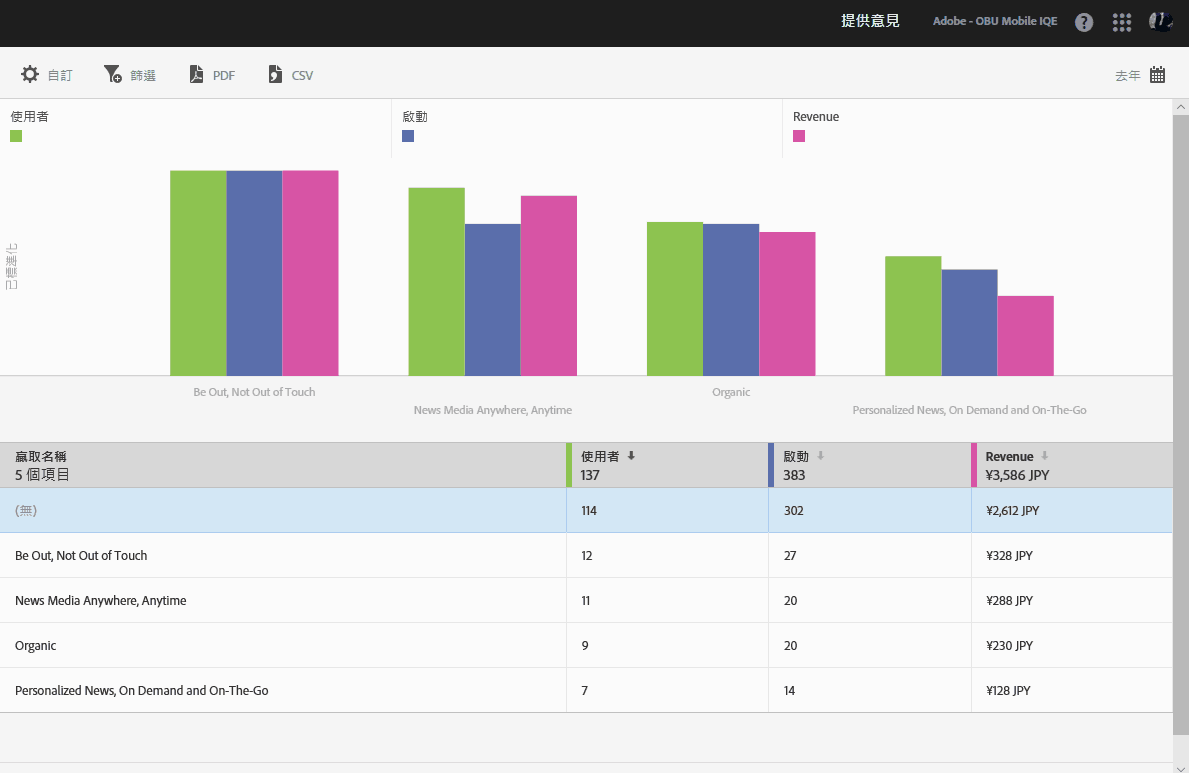 提供意見 Adobe - OBU Mobile IQE ?
自訂 篩選 PDF CSV 去年
使用者 啟動 Revenue
已標準化
Be Out, Not Out of Touch Organic
News Media Anywhere, Anytime Personalized News, On Demand and On-The-Go
贏取名稱 使用者 啟動 Revenue
5 個項目 137 383 ¥3,586 JPY
(無) 114 302 ¥2,612 JPY
Be Out, Not Out of Touch 12 27 ¥328 JPY
News Media Anywhere, Anytime 11 20 ¥288 JPY
Organic 9 20 ¥230 JPY
Personalized News, On Demand and On-The-Go 7 14 ¥128 JPY